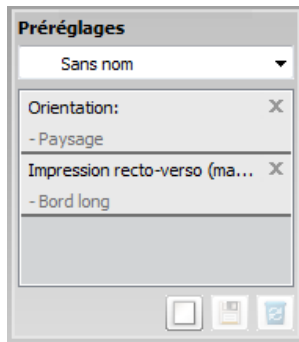 Préréglages
Sans nom
Orientation:
- Paysage
Impression recto-verso (ma...
- Bord long